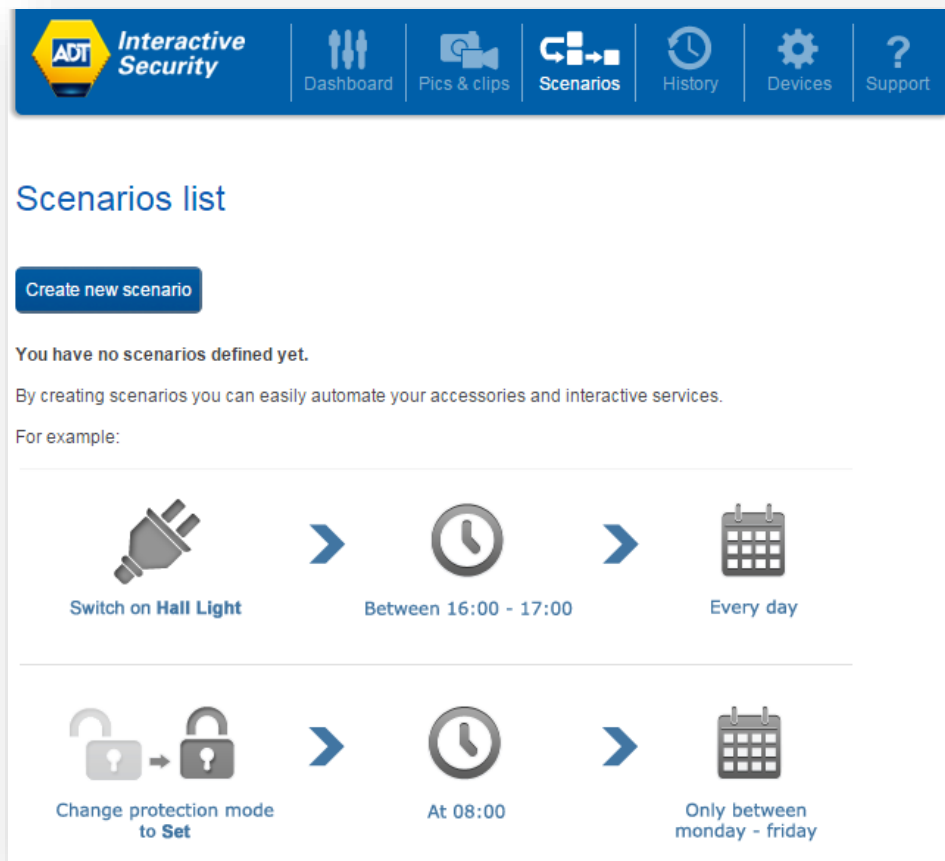 ADT
Interactive
Security
Dashboard
Pics & clips
Scenarios
History
Devices
?
Support
Scenarios list
Create new scenario
You have no scenarios defined yet.
By creating scenarios you can easily automate your accessories and interactive services.
For example:
Switch on Hall Light
Between 16:00 - 17:00
Every day
Change protection mode
to Set
At 08:00
Only between
monday - friday